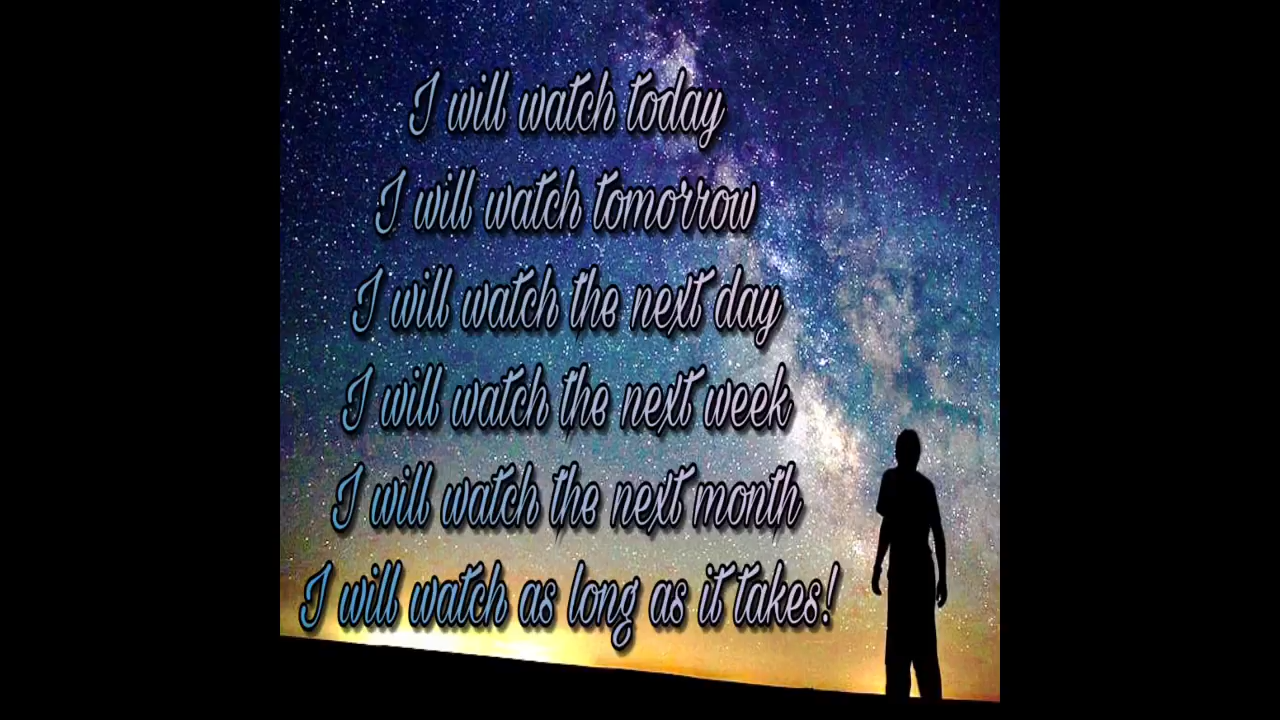 I will watch today
I will watch tomorrow
I will watch the next day
I will watch the next week
I will watch the next month
I will watch as long as it takes!